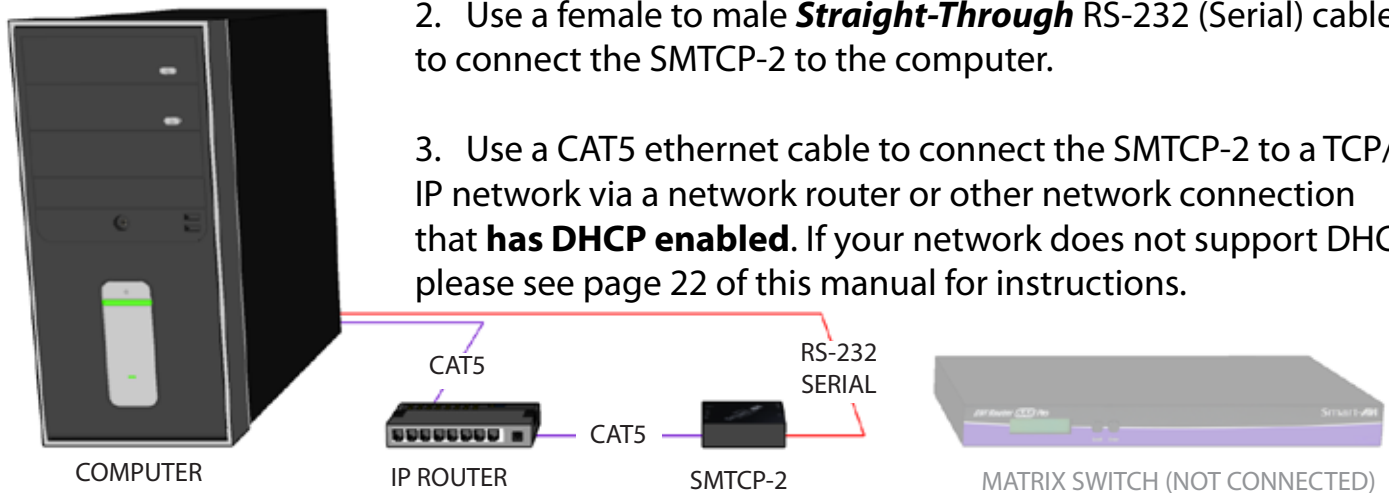 2. Use a female to male Straight-Through RS-232 (Serial) cable
to connect the SMTCP-2 to the computer.
3. Use a CAT5 ethernet cable to connect the SMTCP-2 to a TCP/
IP network via a network router or other network connection
that has DHCP enabled. If your network does not support DHC
please see page 22 of this manual for instructions.
CAT5
RS-232
SERIAL
CAT5
Smart-AVI
COMPUTER
IP ROUTER
SMTCP-2
MATRIX SWITCH (NOT CONNECTED)